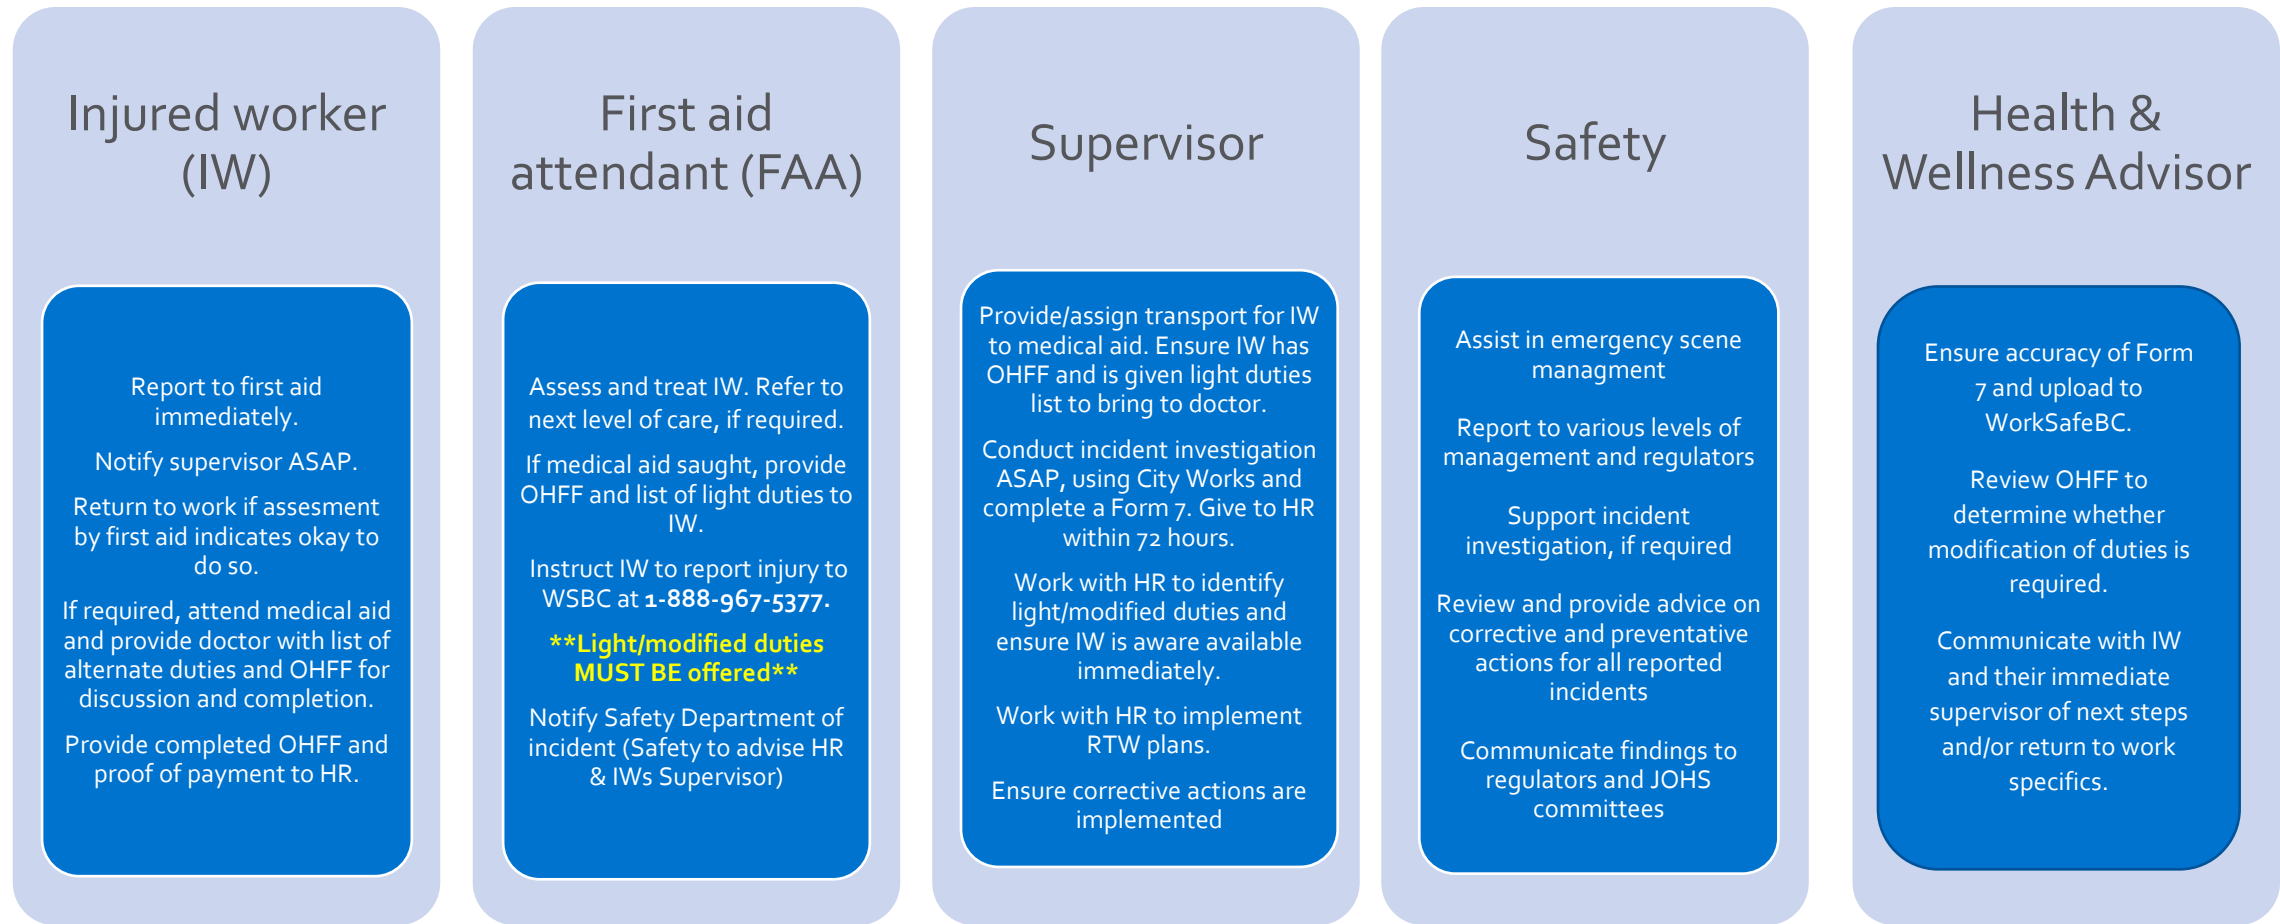 Injured worker
(IW)
Report to first aid
immediately.
Notify supervisor ASAP.
Return to work if assesment
by first aid indicates okay to
do so.
If required, attend medical aid
and provide doctor with list of
alternate duties and OHFF for
discussion and completion.
Provide completed OHFF and
proof of payment to HR.
First aid
attendant (FAA)
Assess and treat IW. Refer to
next level of care, if required.
If medical aid saught, provide
OHFF and list of light duties to
IW.
Instruct IW to report injury to
WSBC at 1-888-967-5377.
**Light/modified duties
MUST BE offered**
Notify Safety Department of
incident (Safety to advise HR
& IWs Supervisor)
Supervisor
Provide/assign transport for IW
to medical aid. Ensure IW has
OHFF and is given light duties
list to bring to doctor.
Conduct incident investigation
ASAP, using City Works and
complete a Form 7. Give to HR
within 72 hours.
Work with HR to identify
light/modified duties and
ensure IW is aware available
immediately.
Work with HR to implement
RTW plans.
Ensure corrective actions are
implemented
Safety
Assist in emergency scene
managment
Report to various levels of
management and regulators
Support incident
investigation, if required
Review and provide advice on
corrective and preventative
actions for all reported
incidents
Communicate findings to
regulators and JOHS
committees
Health &
Wellness Advisor
Ensure accuracy of Form
7 and upload to
WorkSafeBC.
Review OHFF to
determine whether
modification of duties is
required.
Communicate with IW
and their immediate
supervisor of next steps
and/or return to work
specifics.